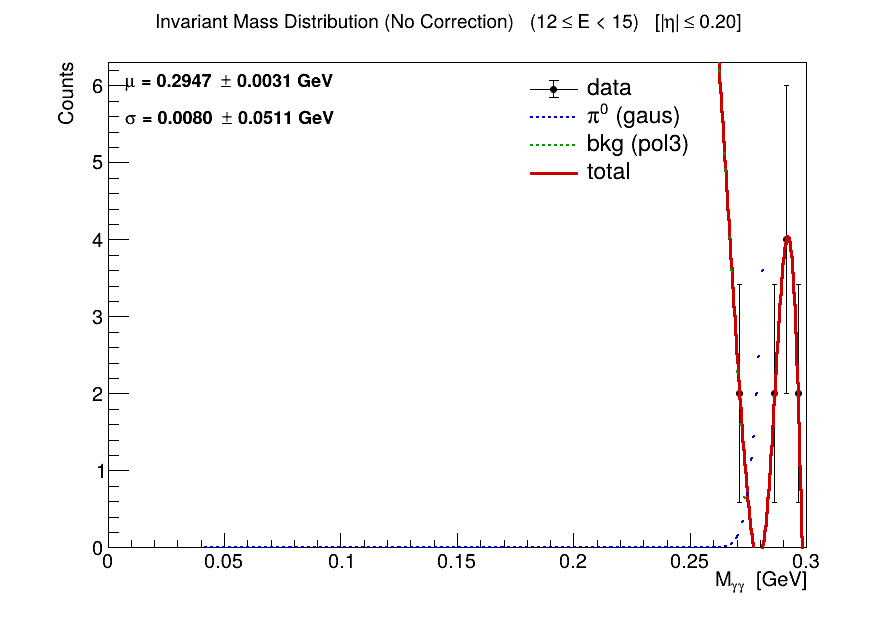 Invariant Mass Distribution (No Correction) (12 ≤ E < 15) [|η| ≤ 0.20]
Counts
μ = 0.2947 ± 0.0031 GeV
σ = 0.0080 ± 0.0511 GeV
data
π⁰ (gaus)
bkg (pol3)
total
6
5
4
3
2
1
0
0 0.05 0.1 0.15 0.2 0.25 0.3
Mγγ [GeV]